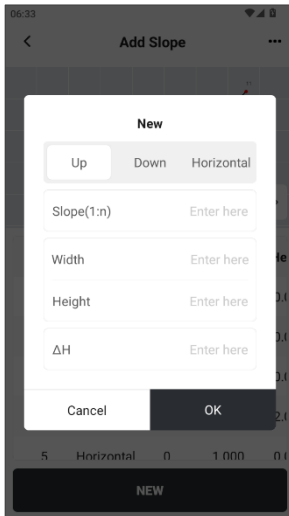 06:33
Add Slope
New
Up Down Horizontal
Slope(1:n) Enter here
Width Enter here
Height Enter here
ΔH Enter here
Cancel OK
5 Horizontal 0 1.000
NEW